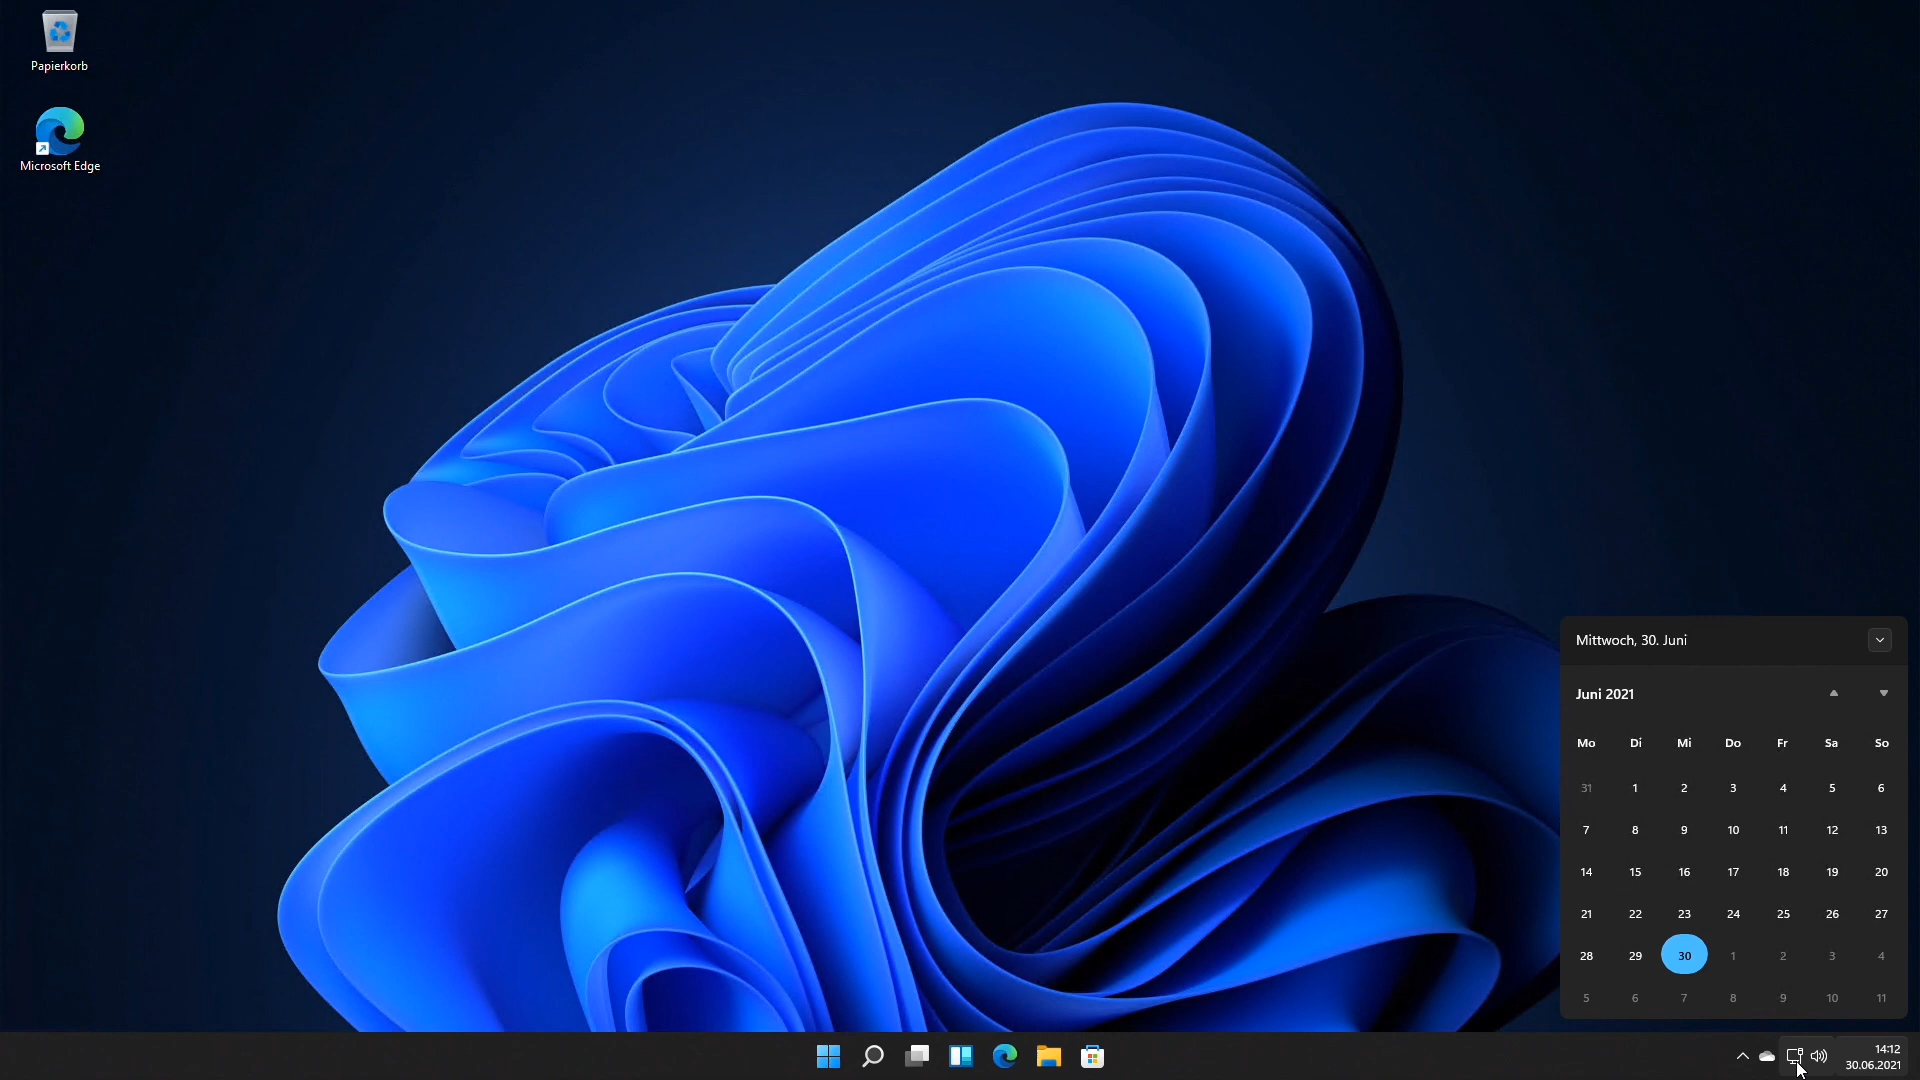 Papierkorb
Microsoft Edge
Mittwoch, 30. Juni
Juni 2021
Mo Di Mi Do Fr Sa So
31 1 2 3 4 5 6
7 8 9 10 11 12 13
14 15 16 17 18 19 20
21 22 23 24 25 26 27
28 29 30 1 2 3 4
5 6 7 8 9 10 11
14:12
30.06.2021